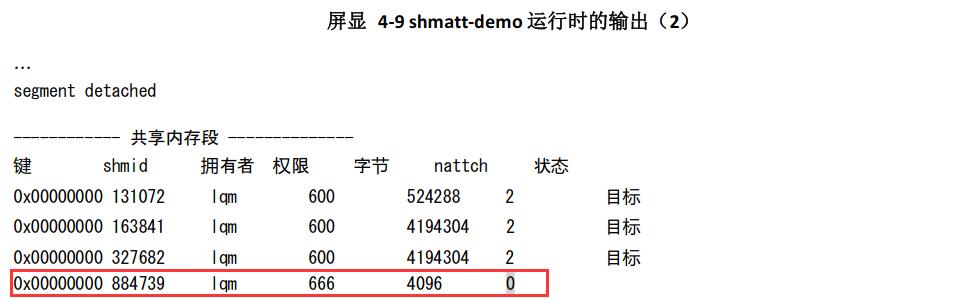 屏显 4-9 shmatt-demo 运行时的输出（2）
…
segment detached
------------ 共享内存段 --------------
键 shmid 拥有者 权限 字节 nattch 状态
0x00000000 131072 lqm 600 524288 2 目标
0x00000000 163841 lqm 600 4194304 2 目标
0x00000000 327682 lqm 600 4194304 2 目标
0x00000000 884739 lqm 666 4096 0